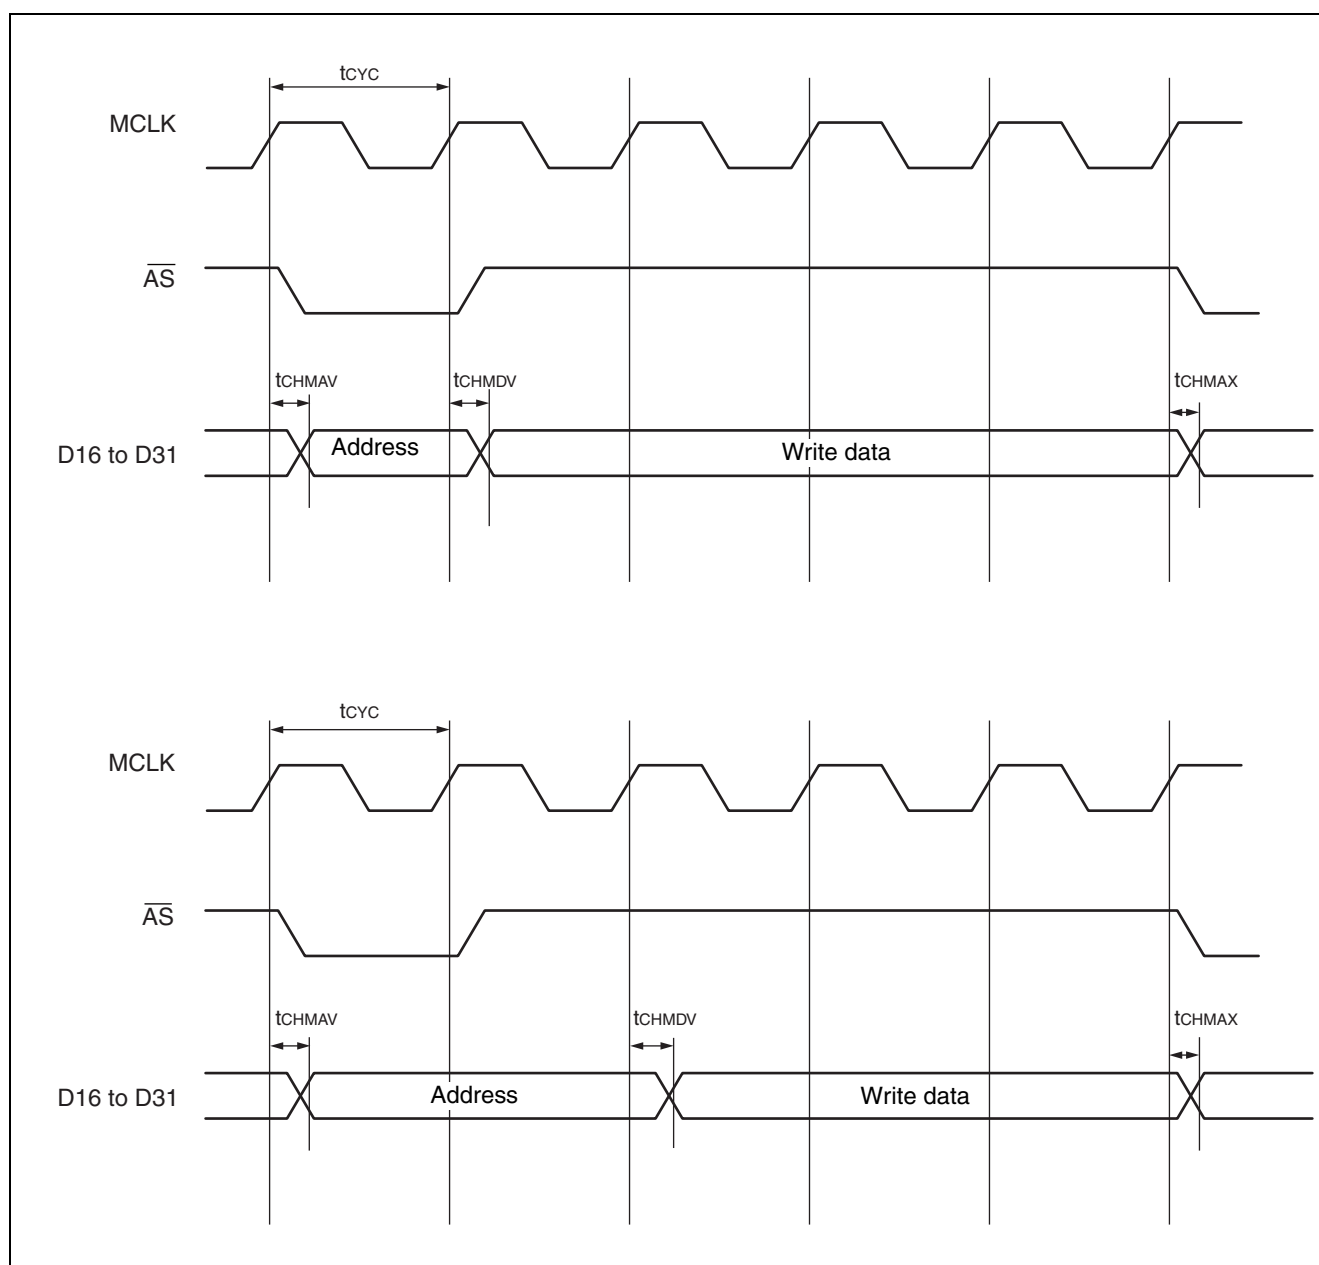 tCYC
MCLK
AS
tCHMAV
tCHMDV
tCHMAX
D16 to D31
Address
Write data
tCYC
MCLK
AS
tCHMAV
tCHMDV
tCHMAX
D16 to D31
Address
Write data